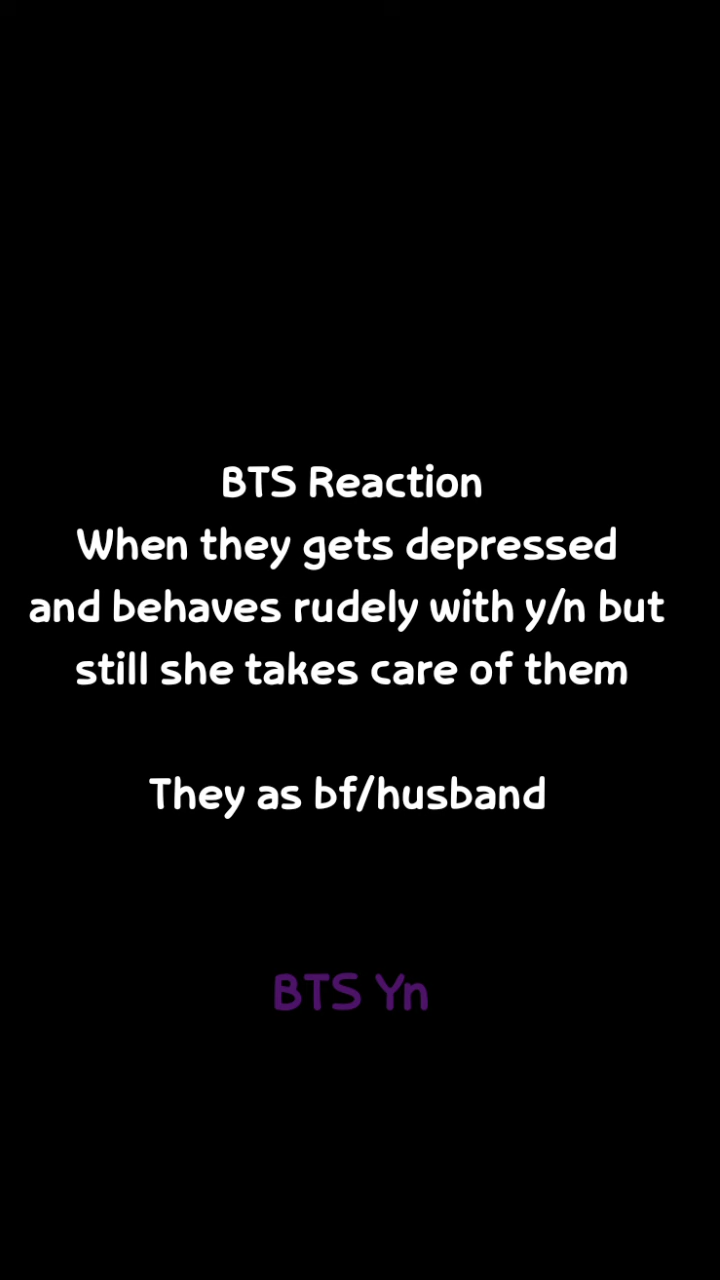 BTS Reaction
When they gets depressed
and behaves rudely with y/n but
still she takes care of them
They as bf/husband
BTS Yn